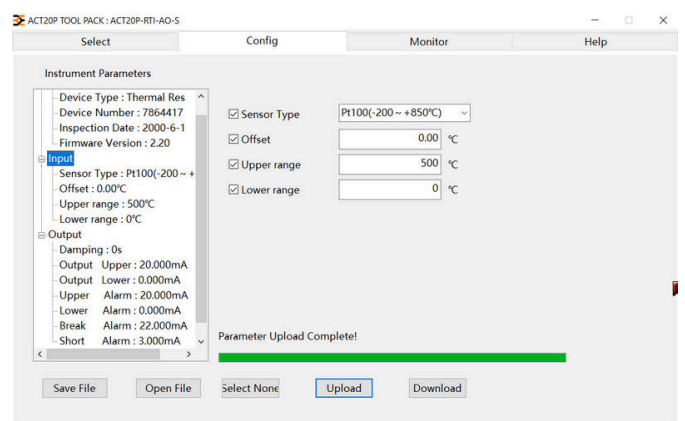 ACT20P TOOL PACK : ACT20P-RTI-AO-S
Select Config Monitor Help
Instrument Parameters
Device Type : Thermal Res
Device Number : 7864417
Inspection Date : 2000-6-1
Firmware Version : 2.20
Input
Sensor Type : Pt100(-200 ~ +
Offset : 0.00℃
Upper range : 500℃
Lower range : 0℃
Output
Damping : 0s
Output Upper : 20.000mA
Output Lower : 0.000mA
Upper Alarm : 20.000mA
Lower Alarm : 0.000mA
Break Alarm : 22.000mA
Short Alarm : 3.000mA
Sensor Type Pt100(-200 ~ +850℃)
Offset 0.00 ℃
Upper range 500 ℃
Lower range 0 ℃
Parameter Upload Complete!
Save File Open File Select None Upload Download